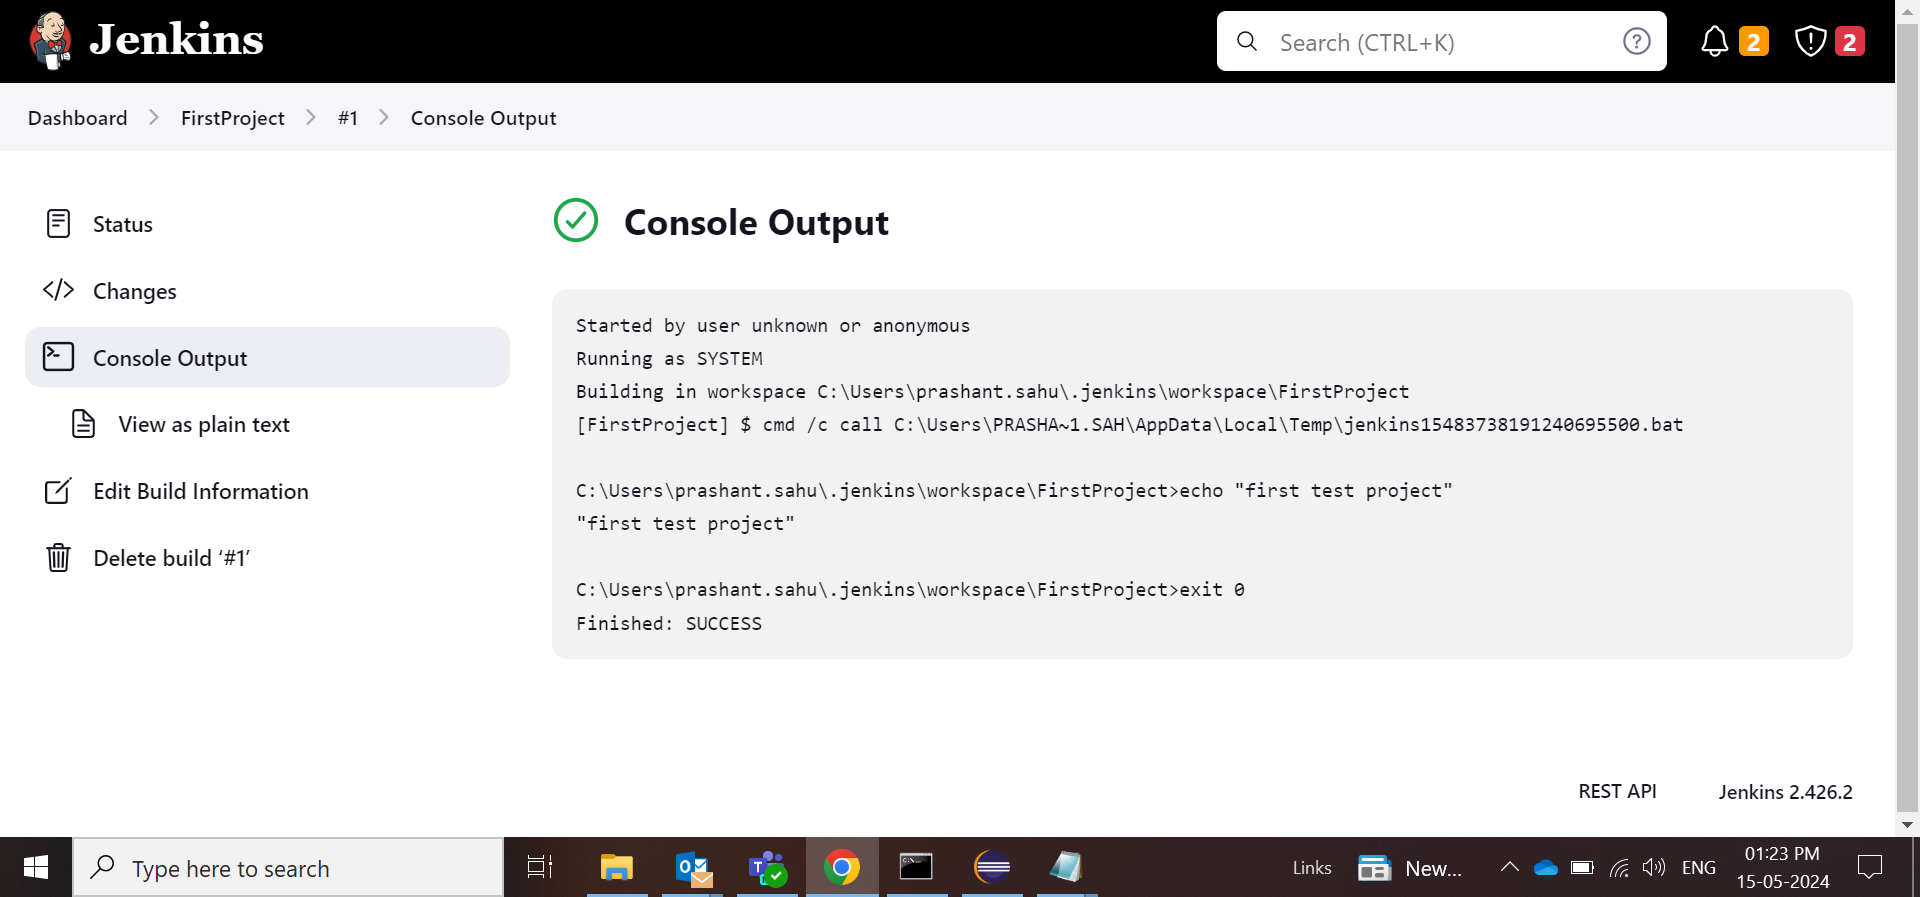 Jenkins
Search (CTRL+K)
?
2
2
Dashboard > FirstProject > #1 > Console Output
Status
Changes
Console Output
View as plain text
Edit Build Information
Delete build ‘#1’
Console Output
Started by user unknown or anonymous
Running as SYSTEM
Building in workspace C:\Users\prashant.sahu\.jenkins\workspace\FirstProject
[FirstProject] $ cmd /c call C:\Users\PRASHA~1.SAH\AppData\Local\Temp\jenkins15483738191240695500.bat
C:\Users\prashant.sahu\.jenkins\workspace\FirstProject>echo "first test project"
"first test project"
C:\Users\prashant.sahu\.jenkins\workspace\FirstProject>exit 0
Finished: SUCCESS
REST API
Jenkins 2.426.2
Type here to search
Links
New...
ENG
01:23 PM
15-05-2024